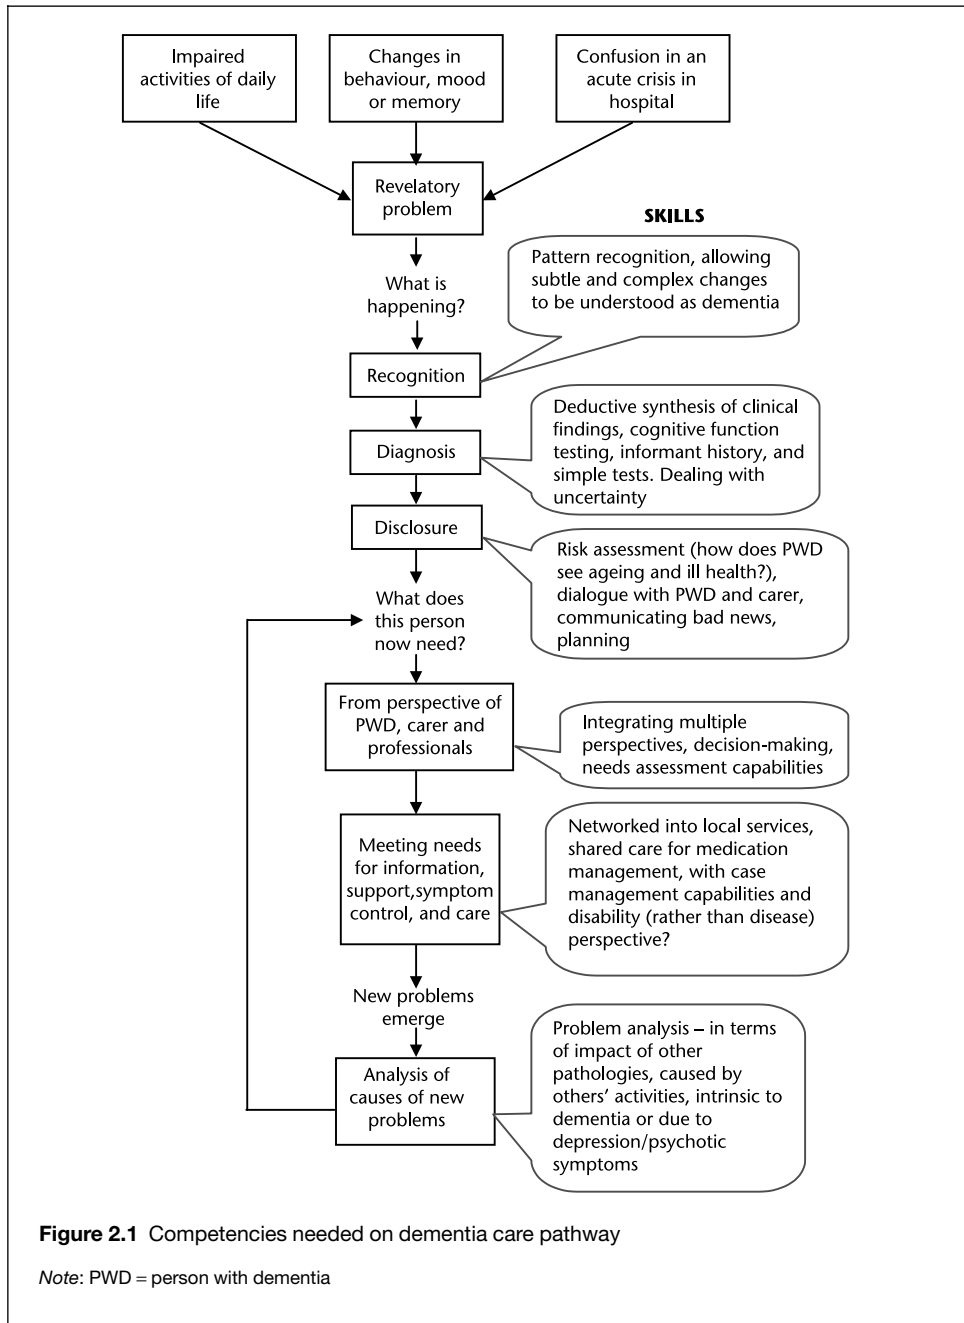 Impaired
activities of daily
life
Changes in
behaviour, mood
or memory
Confusion in an
acute crisis in
hospital
Revelatory
problem
SKILLS
What is
happening?
Pattern recognition, allowing
subtle and complex changes
to be understood as dementia
Recognition
Diagnosis
Deductive synthesis of clinical
findings, cognitive function
testing, informant history, and
simple tests. Dealing with
uncertainty
Disclosure
Risk assessment (how does PWD
see ageing and ill health?),
dialogue with PWD and carer,
communicating bad news,
planning
What does
this person
now need?
From perspective of
PWD, carer and
professionals
Integrating multiple
perspectives, decision-making,
needs assessment capabilities
Meeting needs
for information,
support,symptom
control, and care
Networked into local services,
shared care for medication
management, with case
management capabilities and
disability (rather than disease)
perspective?
New problems
emerge
Analysis of
causes of new
problems
Problem analysis – in terms
of impact of other
pathologies, caused by
others’ activities, intrinsic to
dementia or due to
depression/psychotic
symptoms
Figure 2.1 Competencies needed on dementia care pathway
Note: PWD = person with dementia